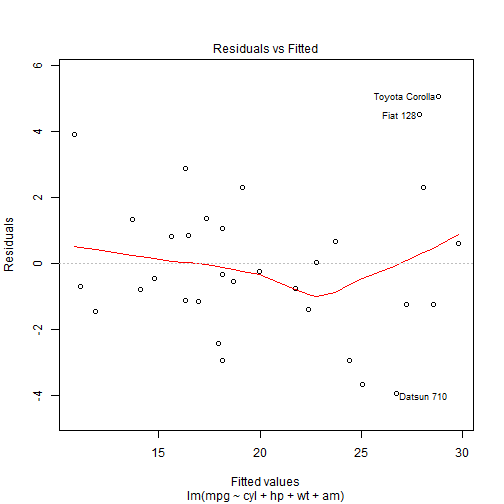 Residuals vs Fitted
6
4
2
0
-2
-4
Residuals
Toyota Corolla
Fiat 128
Datsun 710
15 20 25 30
Fitted values
lm(mpg ~ cyl + hp + wt + am)